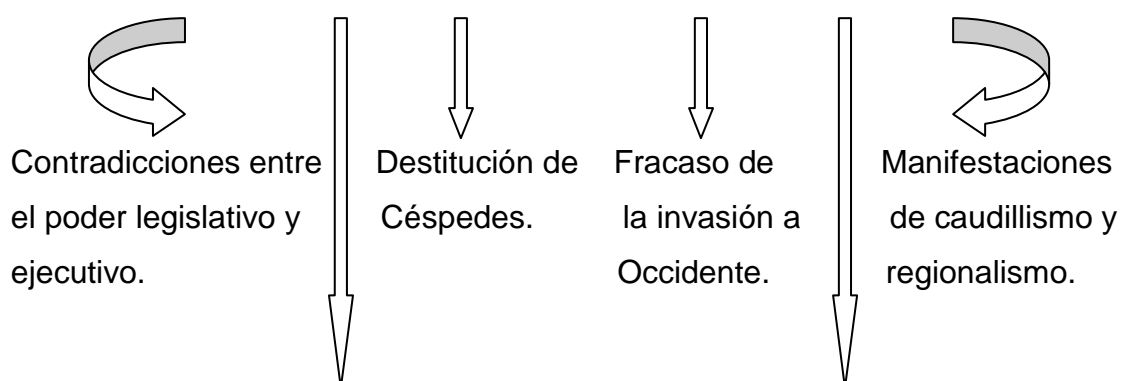 Contradicciones entre
el poder legislativo y
ejecutivo.
Destitución de
Céspedes.
Fracaso de
la invasión a
Occidente.
Manifestaciones
de caudillismo y
regionalismo.